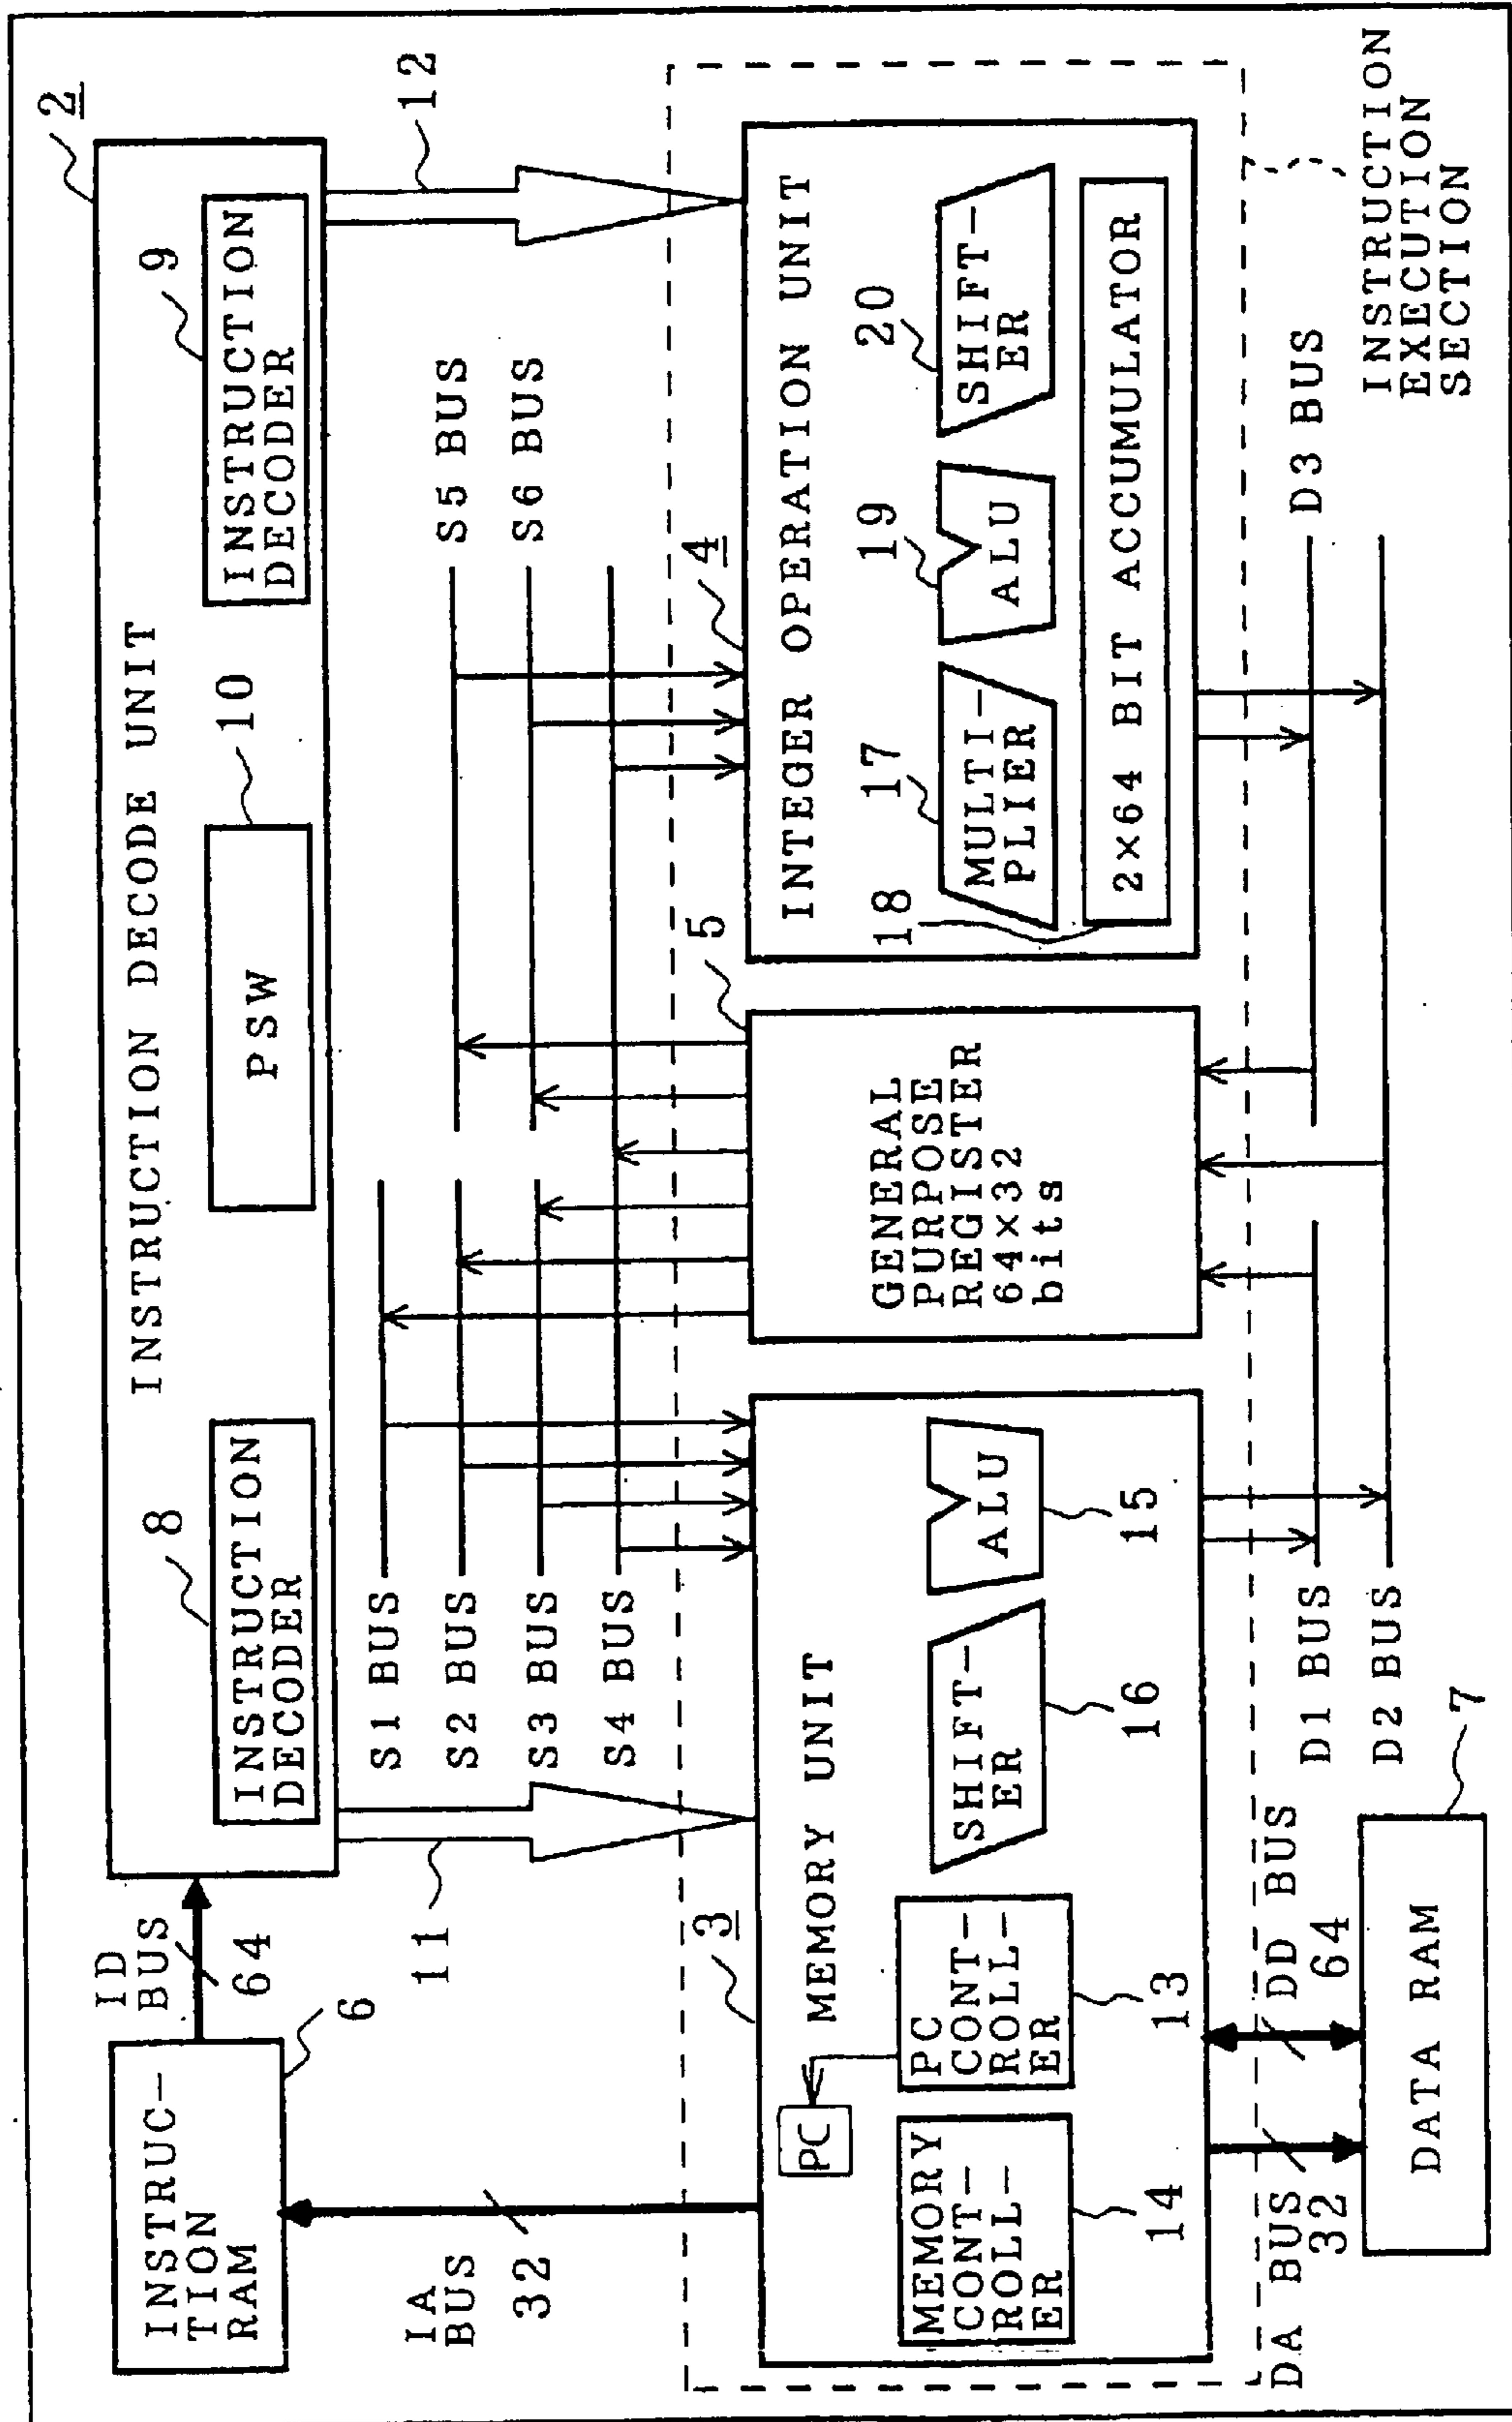 2
INSTRUCTION DECODE UNIT
8
INSTRUCTION
DECODER
10
PSW
9
INSTRUCTION
DECODER
INSTRUC-
TION
RAM
6
ID
BUS
64
IA
BUS
32
11
12
S1 BUS
S2 BUS
S3 BUS
S4 BUS
S5 BUS
S6 BUS
3
MEMORY UNIT
PC
MEMORY
CONT-
ROLL-
ER
14
PC
CONT-
ROLL-
ER
13
SHIFT-
ER
16
ALU
15
5
GENERAL
PURPOSE
REGISTER
64×32
bits
4
INTEGER OPERATION UNIT
17
MULTI-
PLIER
18
19
ALU
20
SHIFT-
ER
2×64 BIT ACCUMULATOR
DA BUS
32
DD BUS
64
D1 BUS
D2 BUS
D3 BUS
7
DATA RAM
INSTRUCTION
EXECUTION
SECTION